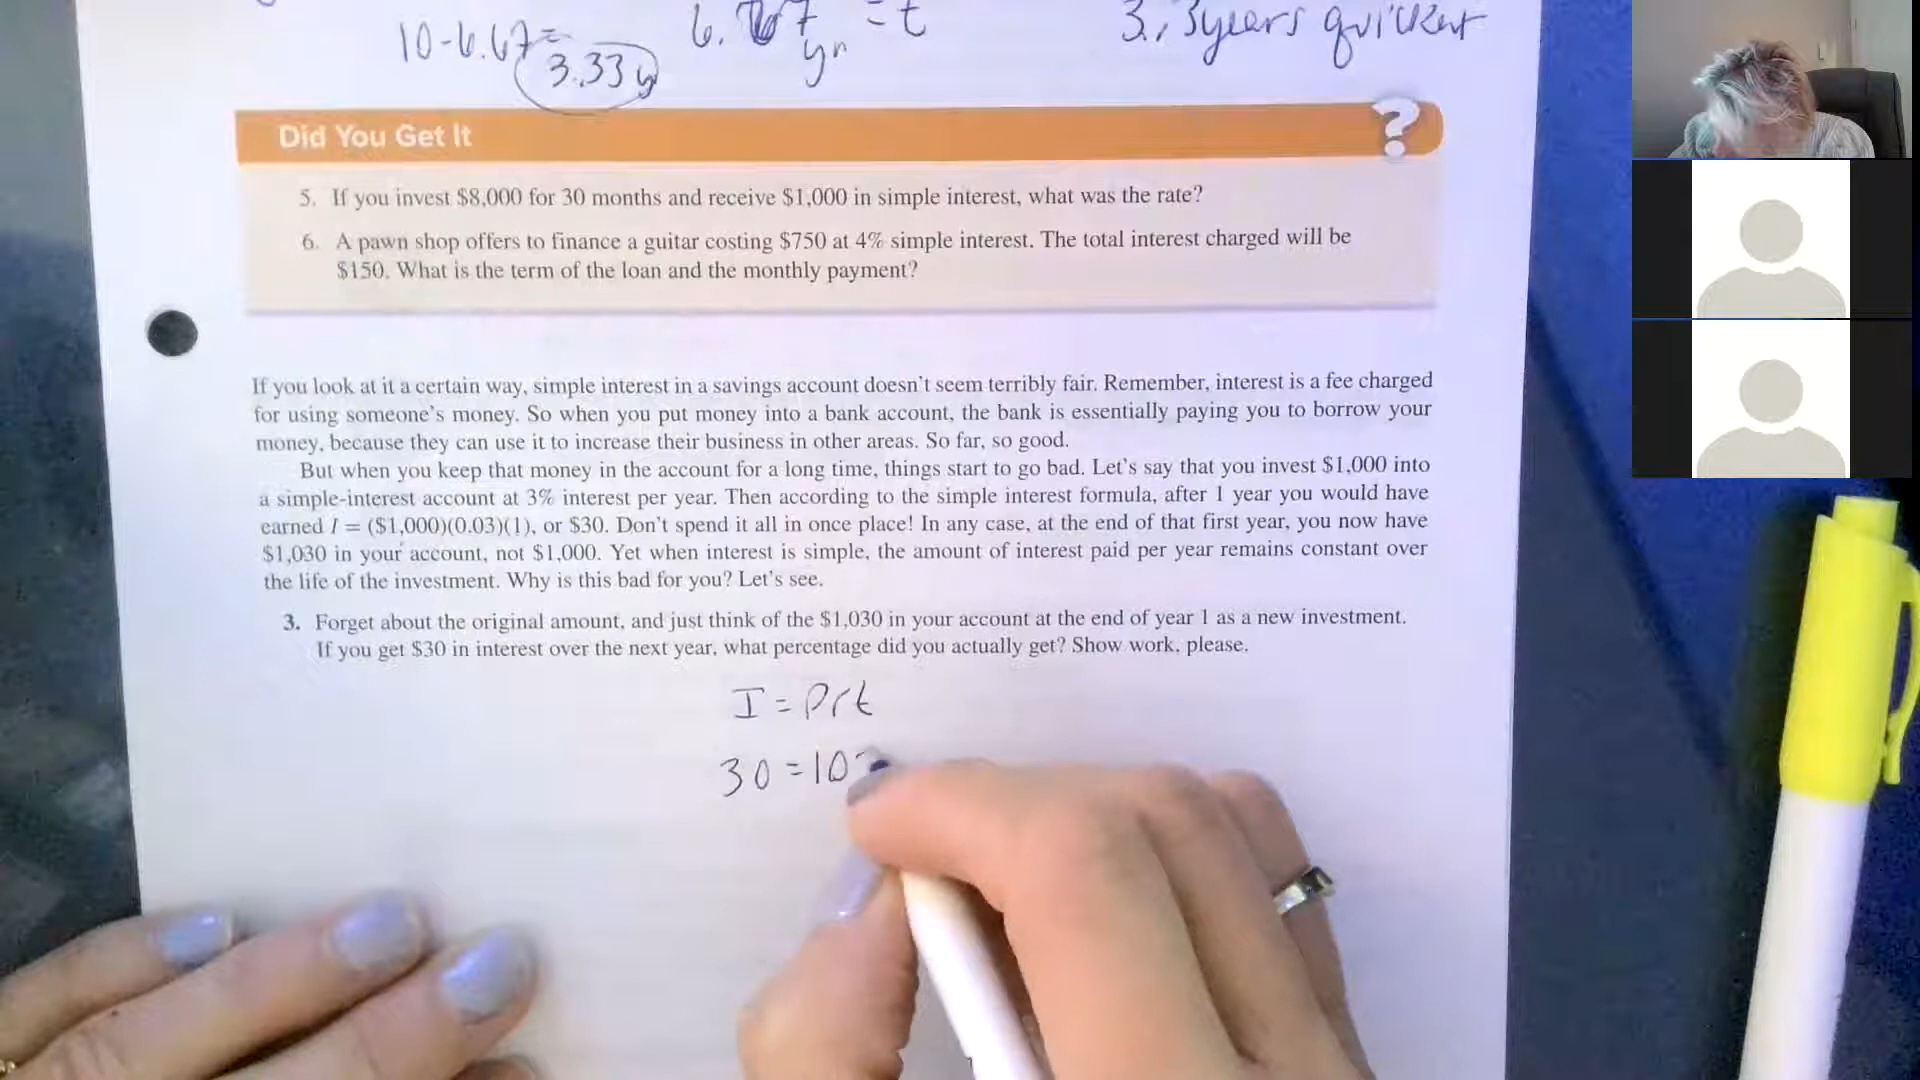 10-6.67=
3.33y
6.67 = t
yr
3.3 years quicker
Did You Get It
?
5. If you invest $8,000 for 30 months and receive $1,000 in simple interest, what was the rate?
6. A pawn shop offers to finance a guitar costing $750 at 4% simple interest. The total interest charged will be
$150. What is the term of the loan and the monthly payment?
If you look at it a certain way, simple interest in a savings account doesn't seem terribly fair. Remember, interest is a fee charged
for using someone's money. So when you put money into a bank account, the bank is essentially paying you to borrow your
money, because they can use it to increase their business in other areas. So far, so good.
But when you keep that money in the account for a long time, things start to go bad. Let's say that you invest $1,000 into
a simple-interest account at 3% interest per year. Then according to the simple interest formula, after 1 year you would have
earned I = ($1,000)(0.03)(1), or $30. Don't spend it all in once place! In any case, at the end of that first year, you now have
$1,030 in your account, not $1,000. Yet when interest is simple, the amount of interest paid per year remains constant over
the life of the investment. Why is this bad for you? Let's see.
3. Forget about the original amount, and just think of the $1,030 in your account at the end of year 1 as a new investment.
If you get $30 in interest over the next year, what percentage did you actually get? Show work, please.
I = Prt
30 = 10